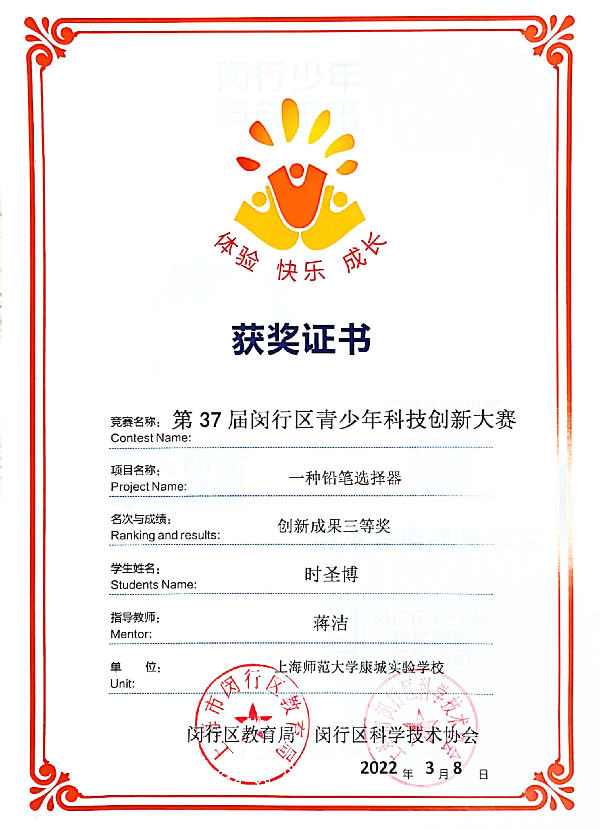 体验 快乐 成长
获奖证书
竞赛名称: 第 37 届闵行区青少年科技创新大赛
Contest Name:
项目名称: 一种铅笔选择器
Project Name:
名次与成绩: 创新成果三等奖
Ranking and results:
学生姓名: 时圣博
Students Name:
指导教师: 蒋洁
Mentor:
单 位: 上海师范大学康城实验学校
Unit:
上海市闵行区教育局
上海市闵行区科学技术协会
闵行区教育局 闵行区科学技术协会
2022 年 3 月 8 日